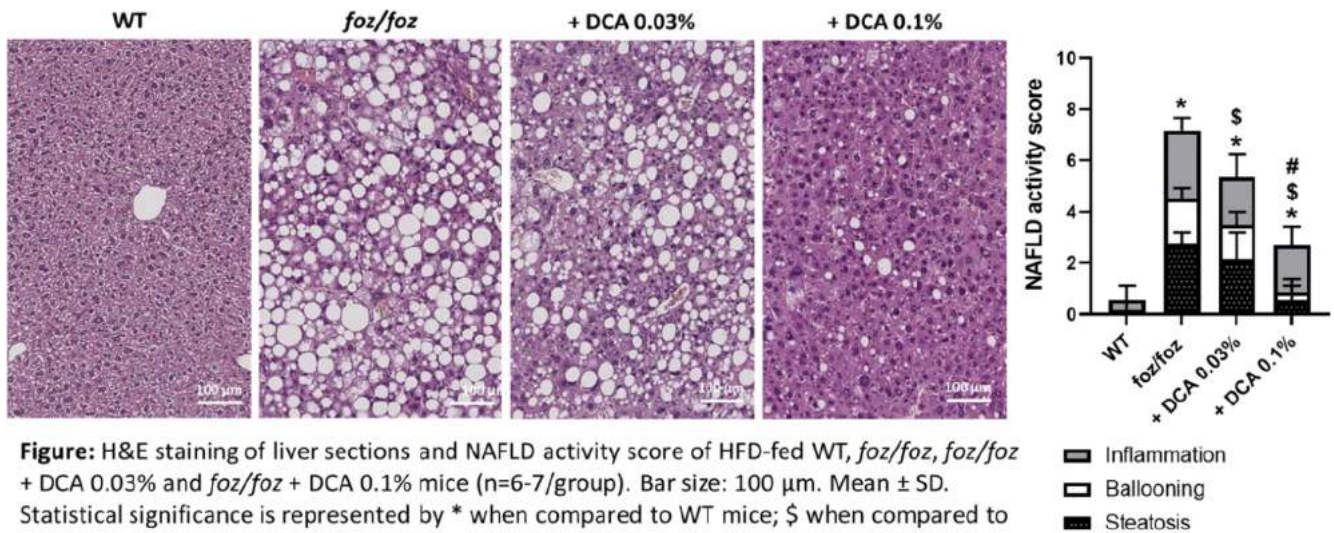 WT
foz/foz
+ DCA 0.03%
+ DCA 0.1%
100 µm
100 µm
100 µm
100 µm
NAFLD activity score
10
8
6
4
2
0
*
$
*
#
$
*
WT
foz/foz
+ DCA 0.03%
+ DCA 0.1%
Inflammation
Ballooning
Steatosis
Figure: H&E staining of liver sections and NAFLD activity score of HFD-fed WT, foz/foz, foz/foz
+ DCA 0.03% and foz/foz + DCA 0.1% mice (n=6-7/group). Bar size: 100 µm. Mean ± SD.
Statistical significance is represented by * when compared to WT mice; $ when compared to